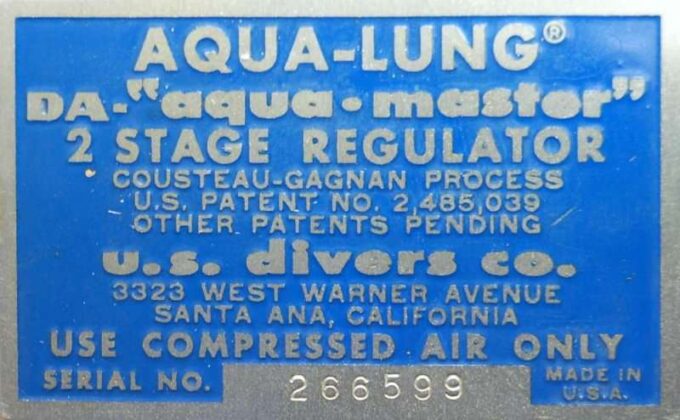 AQUA-LUNG®
DA-"aqua•master"
2 STAGE REGULATOR
COUSTEAU-GAGNAN PROCESS
U.S. PATENT NO. 2,485,039
OTHER PATENTS PENDING
u.s. divers co.
3323 WEST WARNER AVENUE
SANTA ANA, CALIFORNIA
USE COMPRESSED AIR ONLY
SERIAL NO. 266599 MADE IN
U.S.A.